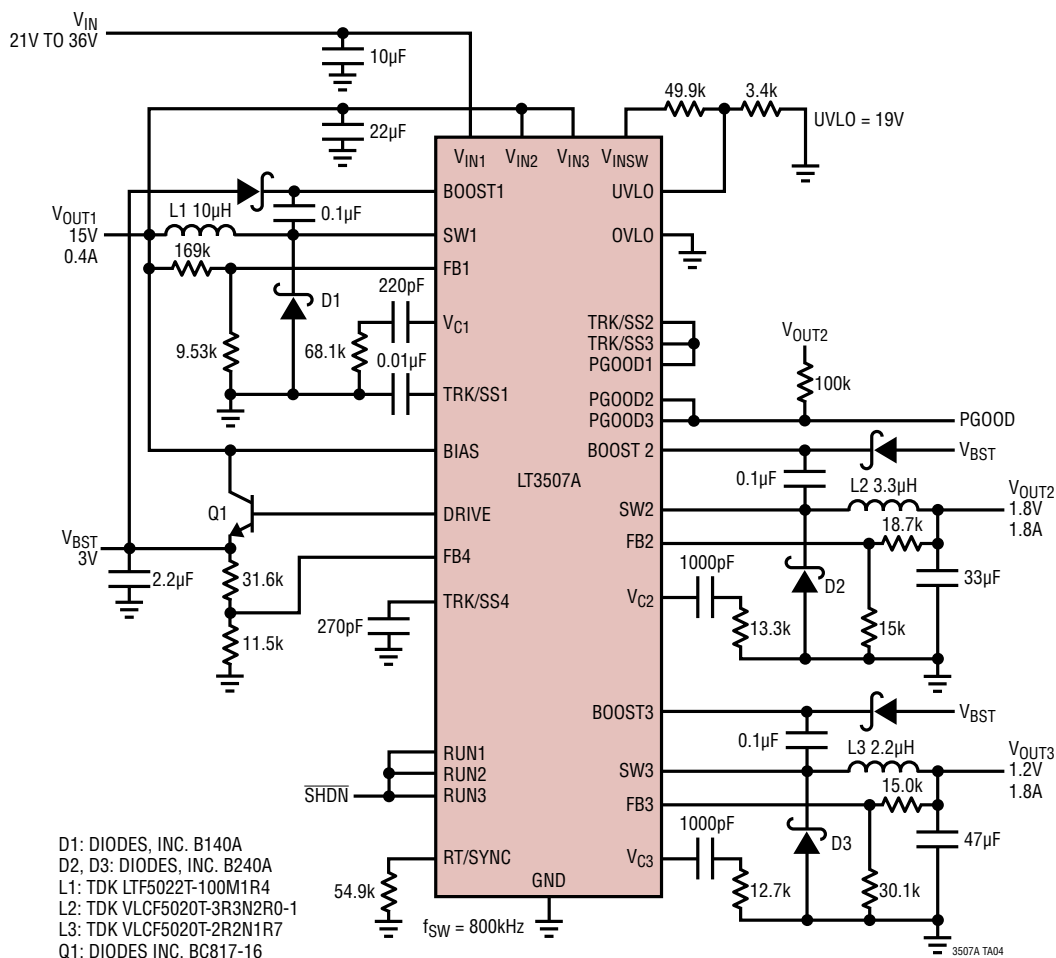 VIN
21V TO 36V
10µF
22µF
49.9k
3.4k
UVLO = 19V
VIN1
VIN2
VIN3
VINSW
BOOST1
UVLO
0.1µF
VOUT1
15V
0.4A
L1 10µH
SW1
OVLO
169k
FB1
D1
220pF
VC1
9.53k
68.1k
0.01µF
TRK/SS1
TRK/SS2
TRK/SS3
PGOOD1
VOUT2
100k
PGOOD2
PGOOD3
PGOOD
BIAS
LT3507A
BOOST 2
VBST
0.1µF
L2 3.3µH
VOUT2
1.8V
1.8A
Q1
DRIVE
SW2
18.7k
VBST
3V
FB4
FB2
2.2µF
31.6k
1000pF
D2
33µF
TRK/SS4
VC2
270pF
11.5k
13.3k
15k
BOOST3
VBST
0.1µF
L3 2.2µH
VOUT3
1.2V
1.8A
RUN1
RUN2
RUN3
SHDN
SW3
15.0k
FB3
1000pF
D3
47µF
RT/SYNC
VC3
54.9k
GND
12.7k
30.1k
fSW = 800kHz
D1: DIODES, INC. B140A
D2, D3: DIODES, INC. B240A
L1: TDK LTF5022T-100M1R4
L2: TDK VLCF5020T-3R3N2R0-1
L3: TDK VLCF5020T-2R2N1R7
Q1: DIODES INC. BC817-16
3507A TA04